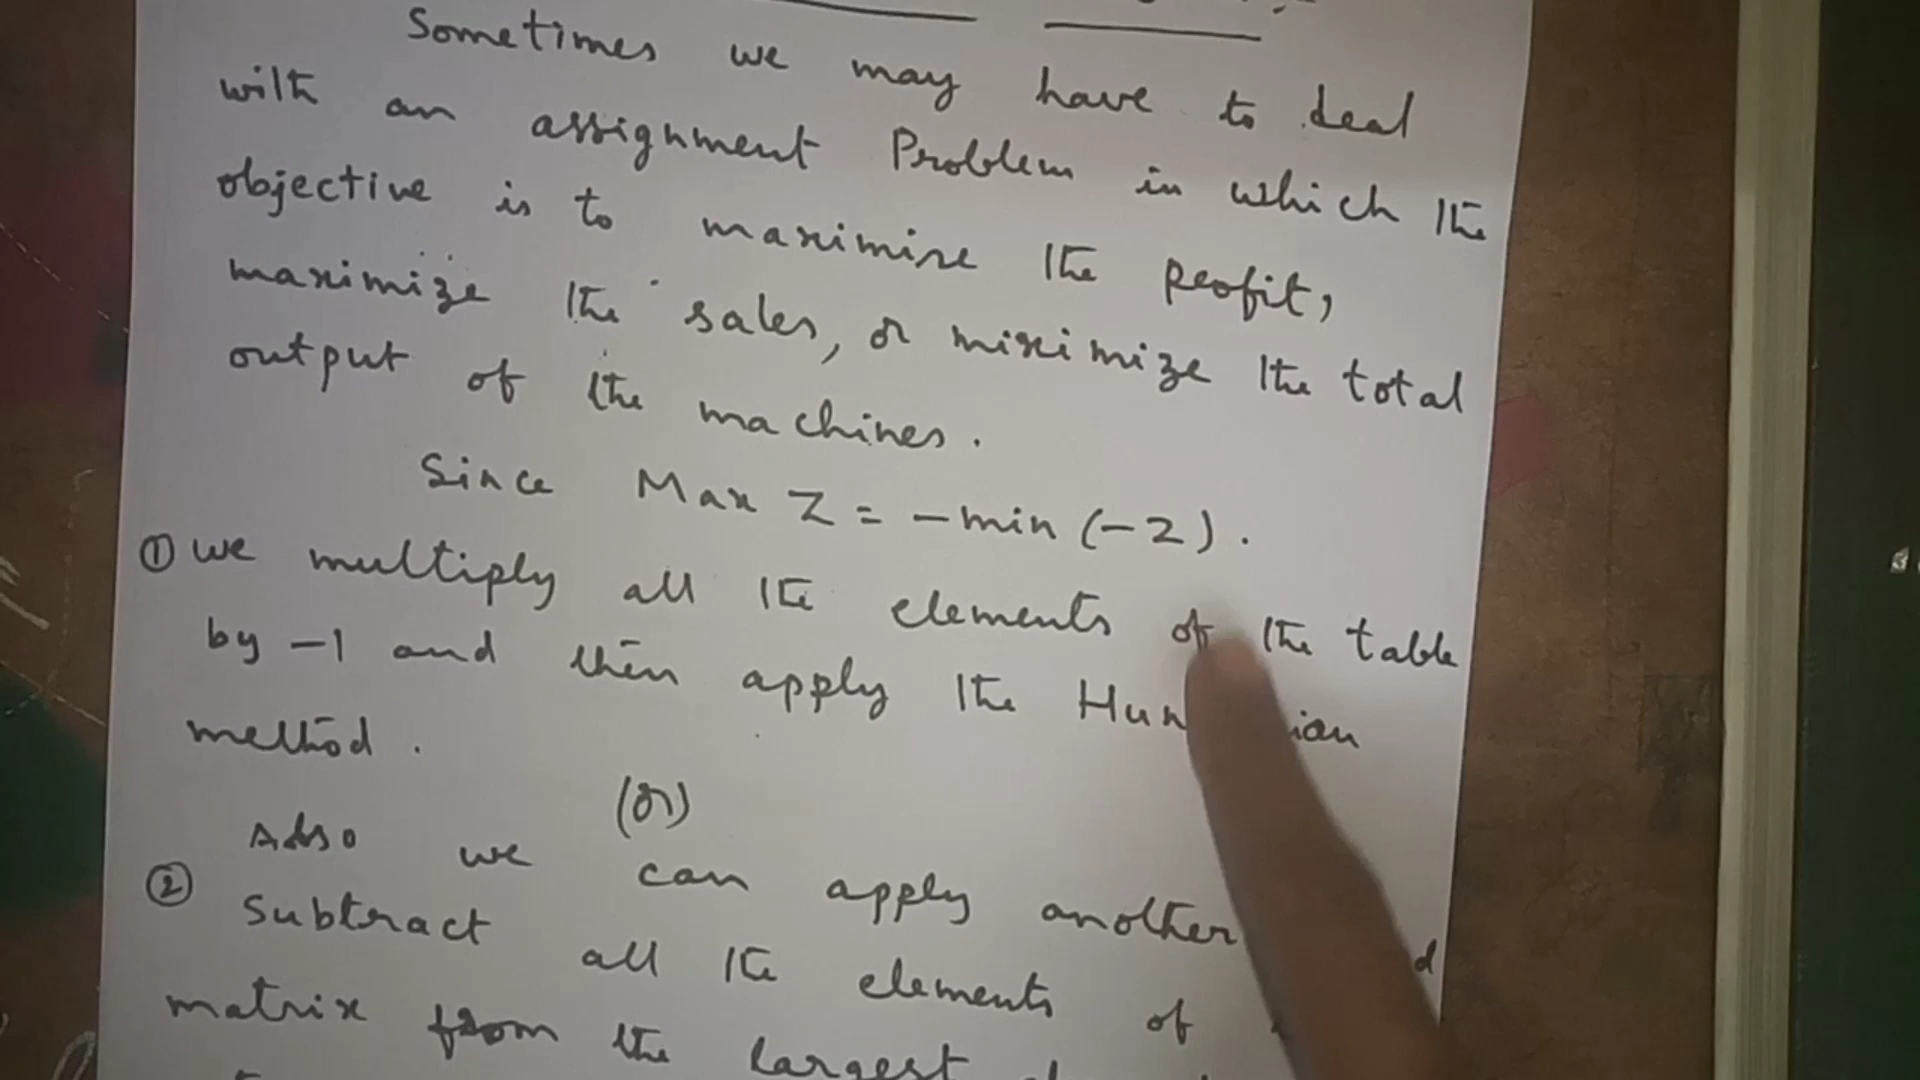 Sometimes we may have to deal
with an assignment Problem in which the
objective is to maximise the profit,
maximize the sales, or miximize the total
output of the machines.
Since Max Z = -min (-Z).
① we multiply all the elements of the table
by -1 and then apply the
method.
(or)
Also we can apply another
② Subtract all the elements of
matrix from the largest